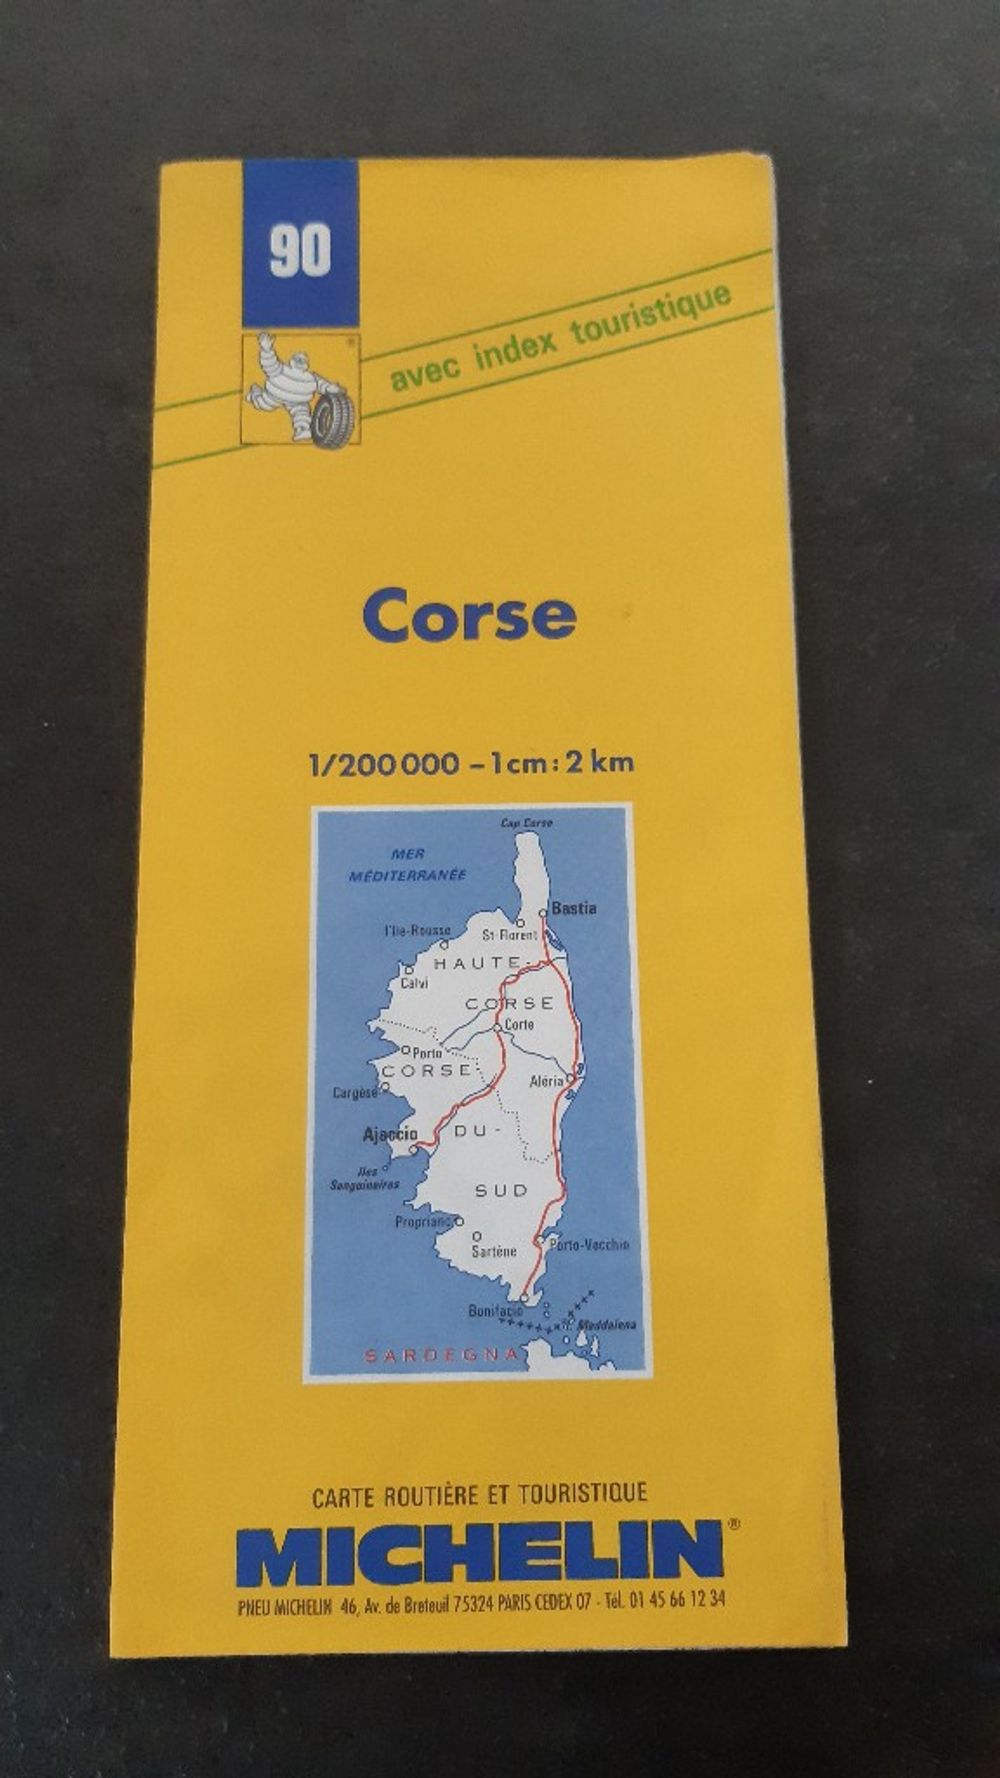 90
®
avec index touristique
Corse
1/200 000 – 1 cm : 2 km
Cap Corse
MER
MÉDITERRANÉE
Bastia
l'Ile-Rousse
St-Florent
HAUTE-
Calvi
CORSE
Corte
Porto
CORSE
Aléria
Cargèse
Ajaccio
DU-
Iles
Sanguinaires
SUD
Propriano
Sartène
Porto-Vecchio
Bonifacio
I. Maddalena
SARDEGNA
CARTE ROUTIÈRE ET TOURISTIQUE
MICHELIN®
PNEU MICHELIN 46, Av. de Breteuil 75324 PARIS CEDEX 07 - Tél. 01 45 66 12 34